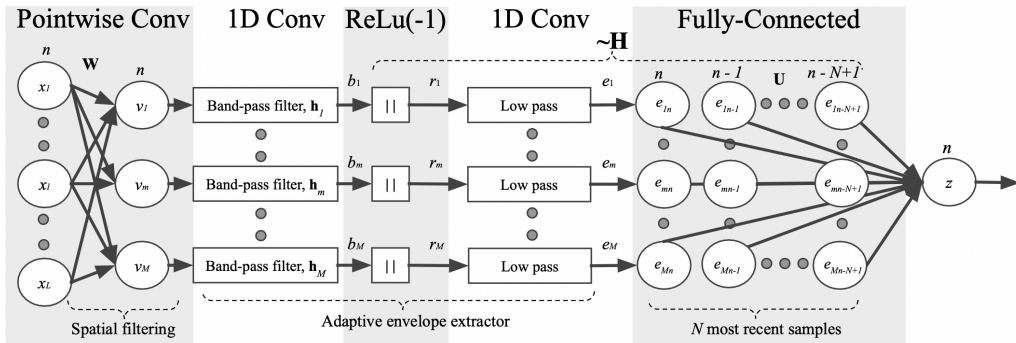 Pointwise Conv 1D Conv ReLu(-1) 1D Conv Fully-Connected
~H
n W n b1 r1 e1 n n - 1 U n - N+1
x1 v1 Band-pass filter, h1 || Low pass e1n e1n-1 e1n-N+1
n
bm rm em
xl vm Band-pass filter, hm || Low pass emn emn-1 emn-N+1 z
bM rM eM
xL vM Band-pass filter, hM || Low pass eMn eMn-1 eMn-N+1
Spatial filtering Adaptive envelope extractor N most recent samples